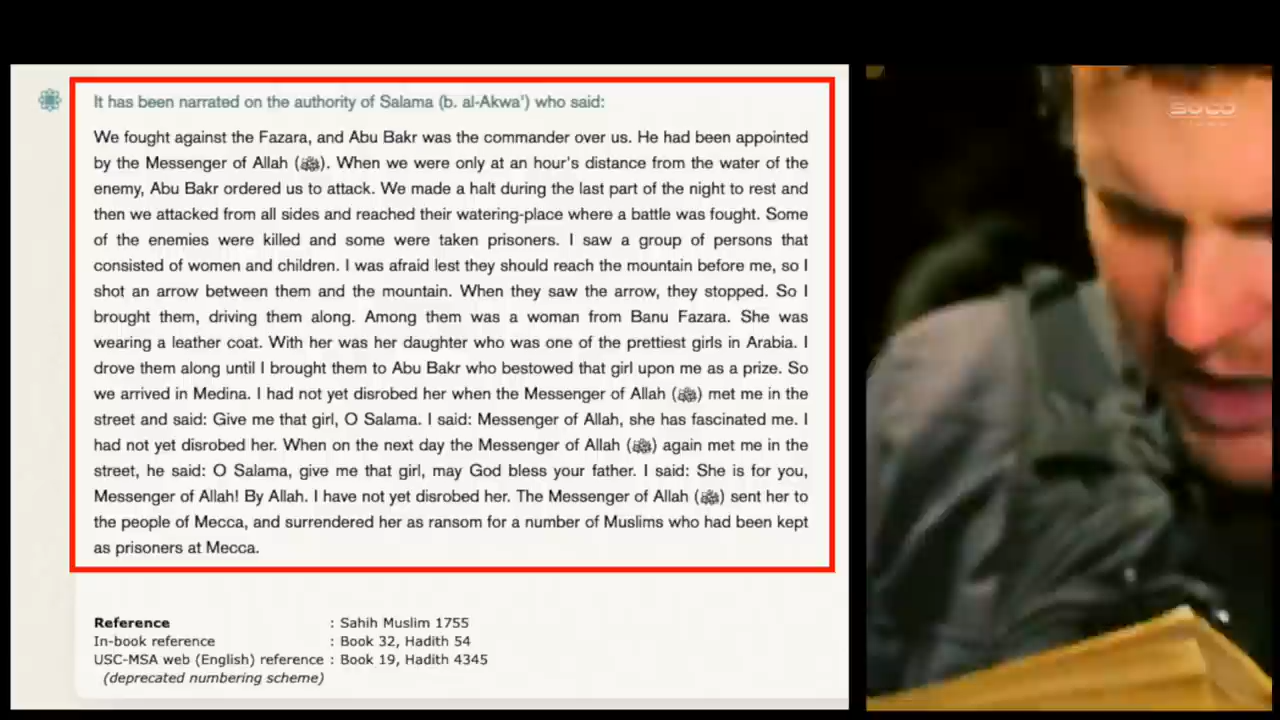 It has been narrated on the authority of Salama (b. al-Akwa') who said:
We fought against the Fazara, and Abu Bakr was the commander over us. He had been appointed
by the Messenger of Allah (ﷺ). When we were only at an hour's distance from the water of the
enemy, Abu Bakr ordered us to attack. We made a halt during the last part of the night to rest and
then we attacked from all sides and reached their watering-place where a battle was fought. Some
of the enemies were killed and some were taken prisoners. I saw a group of persons that
consisted of women and children. I was afraid lest they should reach the mountain before me, so I
shot an arrow between them and the mountain. When they saw the arrow, they stopped. So I
brought them, driving them along. Among them was a woman from Banu Fazara. She was
wearing a leather coat. With her was her daughter who was one of the prettiest girls in Arabia. I
drove them along until I brought them to Abu Bakr who bestowed that girl upon me as a prize. So
we arrived in Medina. I had not yet disrobed her when the Messenger of Allah (ﷺ) met me in the
street and said: Give me that girl, O Salama. I said: Messenger of Allah, she has fascinated me. I
had not yet disrobed her. When on the next day the Messenger of Allah (ﷺ) again met me in the
street, he said: O Salama, give me that girl, may God bless your father. I said: She is for you,
Messenger of Allah! By Allah. I have not yet disrobed her. The Messenger of Allah (ﷺ) sent her to
the people of Mecca, and surrendered her as ransom for a number of Muslims who had been kept
as prisoners at Mecca.
Reference : Sahih Muslim 1755
In-book reference : Book 32, Hadith 54
USC-MSA web (English) reference : Book 19, Hadith 4345
(deprecated numbering scheme)
SOCO